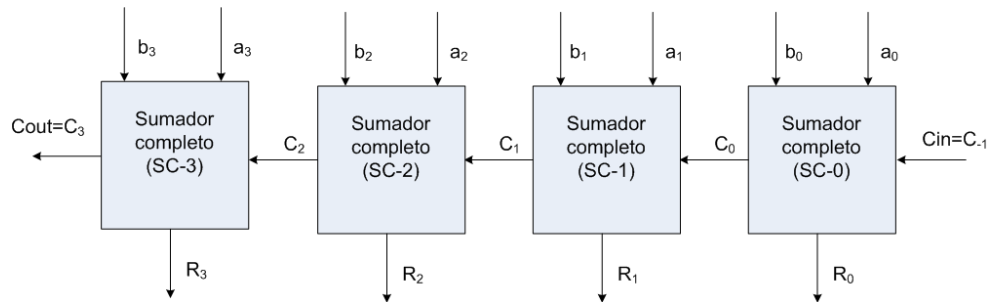 b3
a3
b2
a2
b1
a1
b0
a0
Cout=C3
Sumador
completo
(SC-3)
C2
Sumador
completo
(SC-2)
C1
Sumador
completo
(SC-1)
C0
Sumador
completo
(SC-0)
Cin=C-1
R3
R2
R1
R0